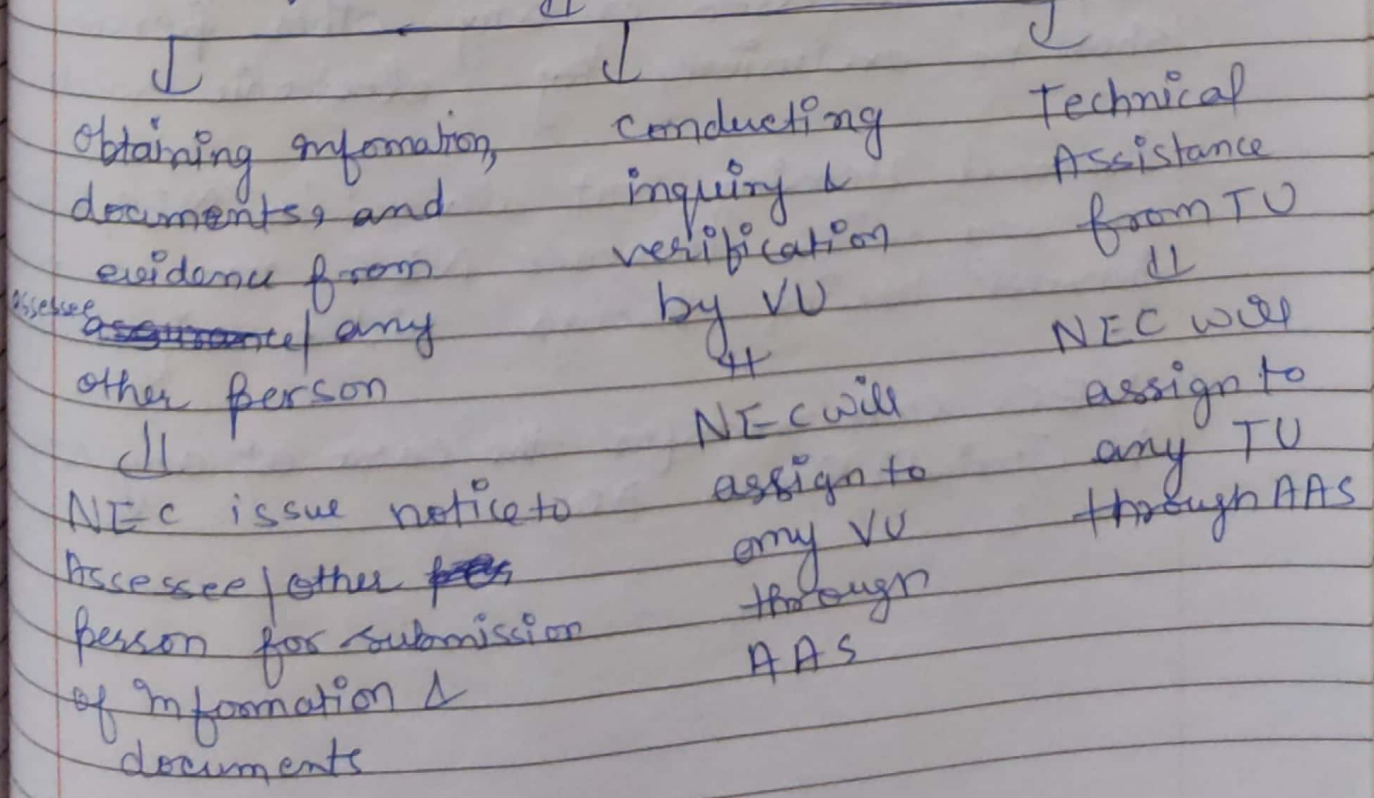 Obtaining infomation,
documents, and
evidence from
assessee
assurance/ any
other person
NEC issue notice to
Assessee/other
person for submission
of information &
documents
conducting
inquiry &
verification
by VU
NEC will
assign to
any VU
through
AAS
Technical
Assistance
from TU
NEC will
assign to
any TU
through AAS